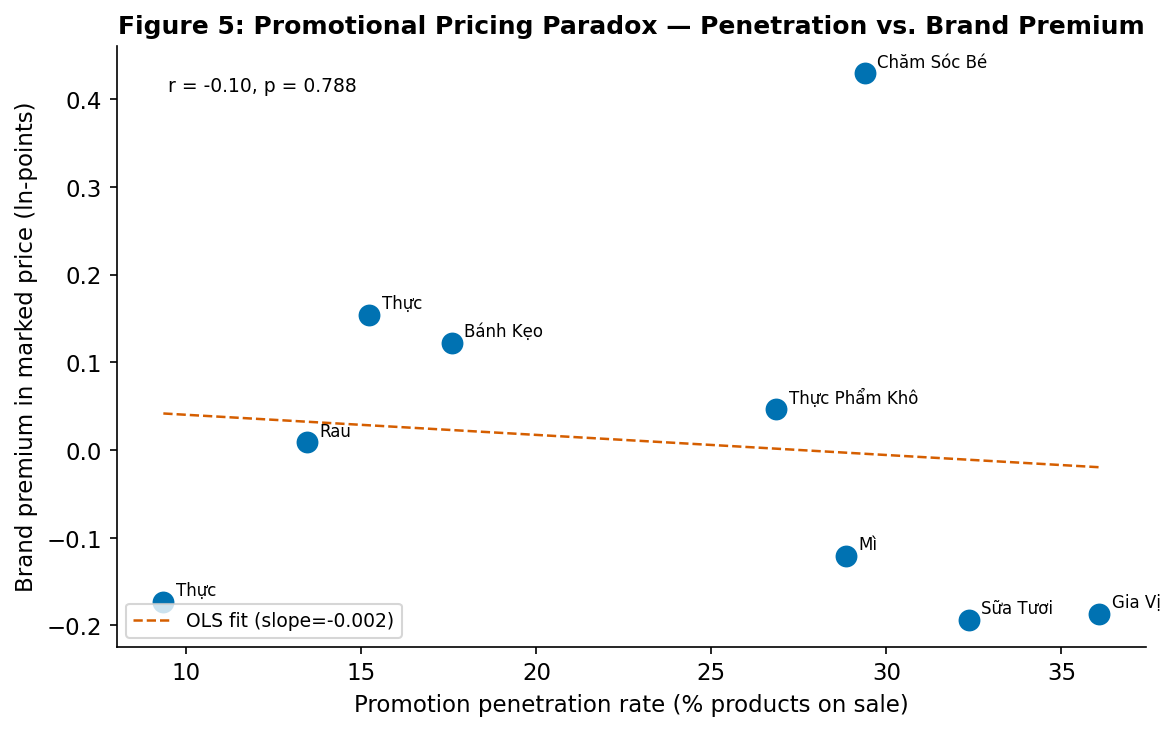 Figure 5: Promotional Pricing Paradox — Penetration vs. Brand Premium
r = -0.10, p = 0.788
Chăm Sóc Bé
Thực
Bánh Kẹo
Thực Phẩm Khô
Rau
Mì
Thực
Sữa Tươi
Gia Vị
OLS fit (slope=-0.002)
Brand premium in marked price (ln-points)
0.4
0.3
0.2
0.1
0.0
−0.1
−0.2
10 15 20 25 30 35
Promotion penetration rate (% products on sale)